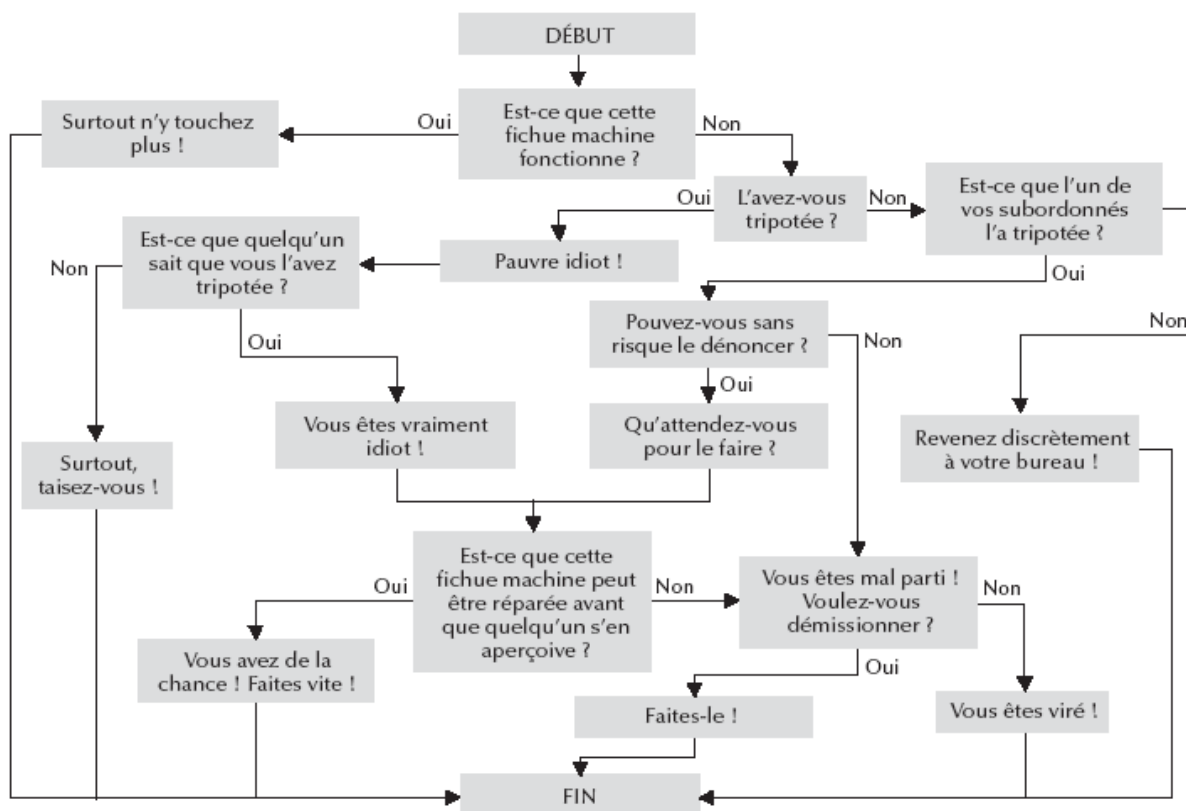 DÉBUT
Est-ce que cette
fichue machine
fonctionne ?
Oui
Non
Surtout n'y touchez
plus !
L'avez-vous
tripotée ?
Oui
Non
Est-ce que l'un de
vos subordonnés
l'a tripotée ?
Est-ce que quelqu'un
sait que vous l'avez
tripotée ?
Non
Pauvre idiot !
Oui
Pouvez-vous sans
risque le dénoncer ?
Non
Non
Oui
Oui
Vous êtes vraiment
idiot !
Qu'attendez-vous
pour le faire ?
Revenez discrètement
à votre bureau !
Surtout,
taisez-vous !
Est-ce que cette
fichue machine peut
être réparée avant
que quelqu'un s'en
aperçoive ?
Oui
Non
Vous êtes mal parti !
Voulez-vous
démissionner ?
Non
Vous avez de la
chance ! Faites vite !
Oui
Faites-le !
Vous êtes viré !
FIN